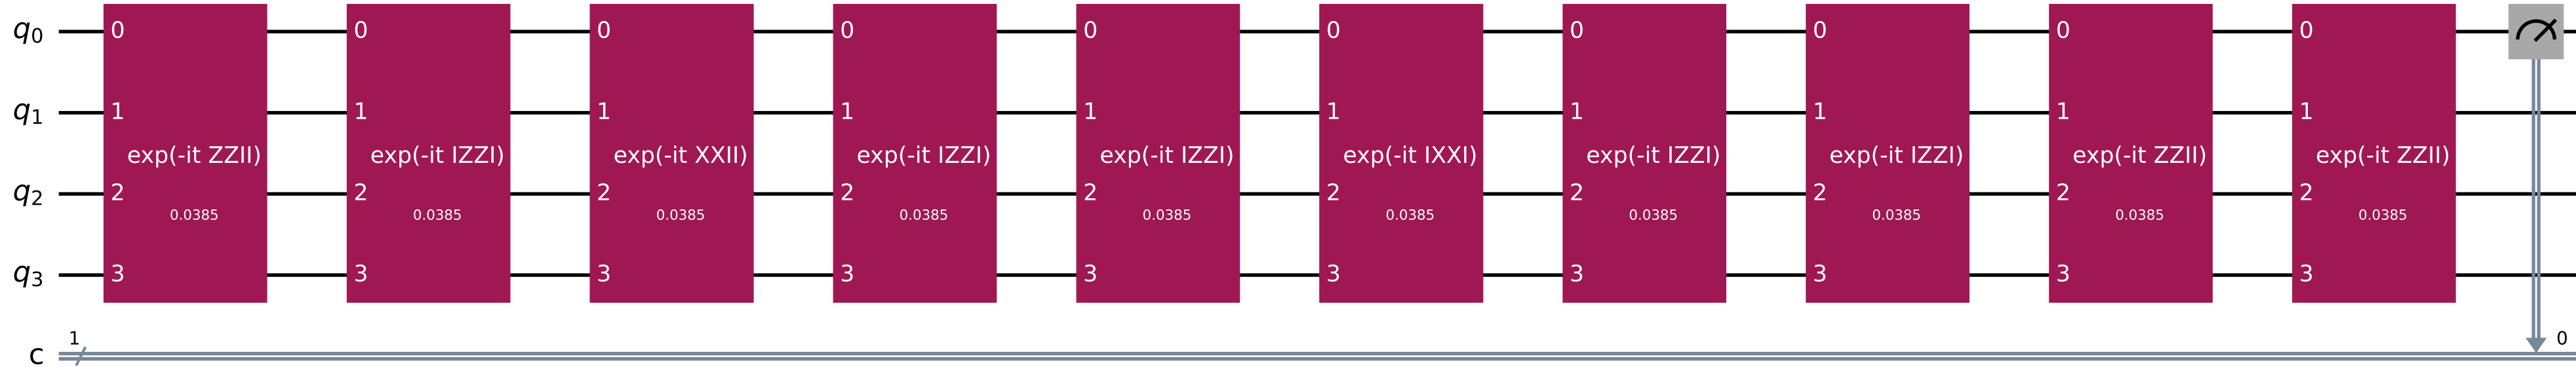 q0 0 0 0 0 0 0 0 0 0 0
q1 1 1 1 1 1 1 1 1 1 1
exp(-it ZZII) exp(-it IZZI) exp(-it XXII) exp(-it IZZI) exp(-it IZZI) exp(-it IXXI) exp(-it IZZI) exp(-it IZZI) exp(-it ZZII) exp(-it ZZII)
q2 2 2 2 2 2 2 2 2 2 2
0.0385 0.0385 0.0385 0.0385 0.0385 0.0385 0.0385 0.0385 0.0385 0.0385
q3 3 3 3 3 3 3 3 3 3 3
1 0
c